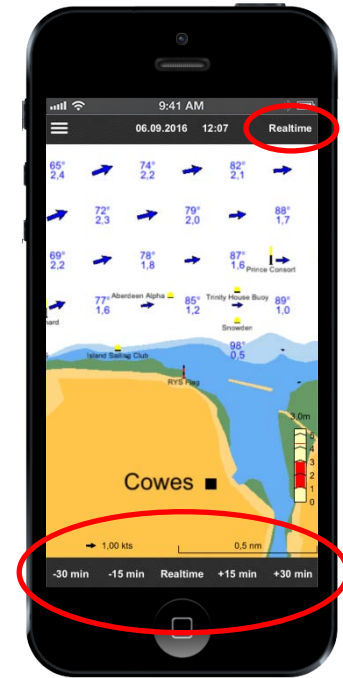 9:41 AM
06.09.2016 12:07 Realtime
65° 74° 82°
2,4 2,2 2,1
72° 79° 88°
2,3 2,0 1,7
69° 78° 87°
2,2 1,8 1,6 Prince Consort
77° Aberdeen Alpha 85° Trinity House Buoy 89°
1,6 1,2 1,0
Snowden
98°
0,5
Island Sailing Club
RYS Flag
3,0m
5
4
3
2
1
0
Cowes
1,00 kts 0,5 nm
-30 min -15 min Realtime +15 min +30 min